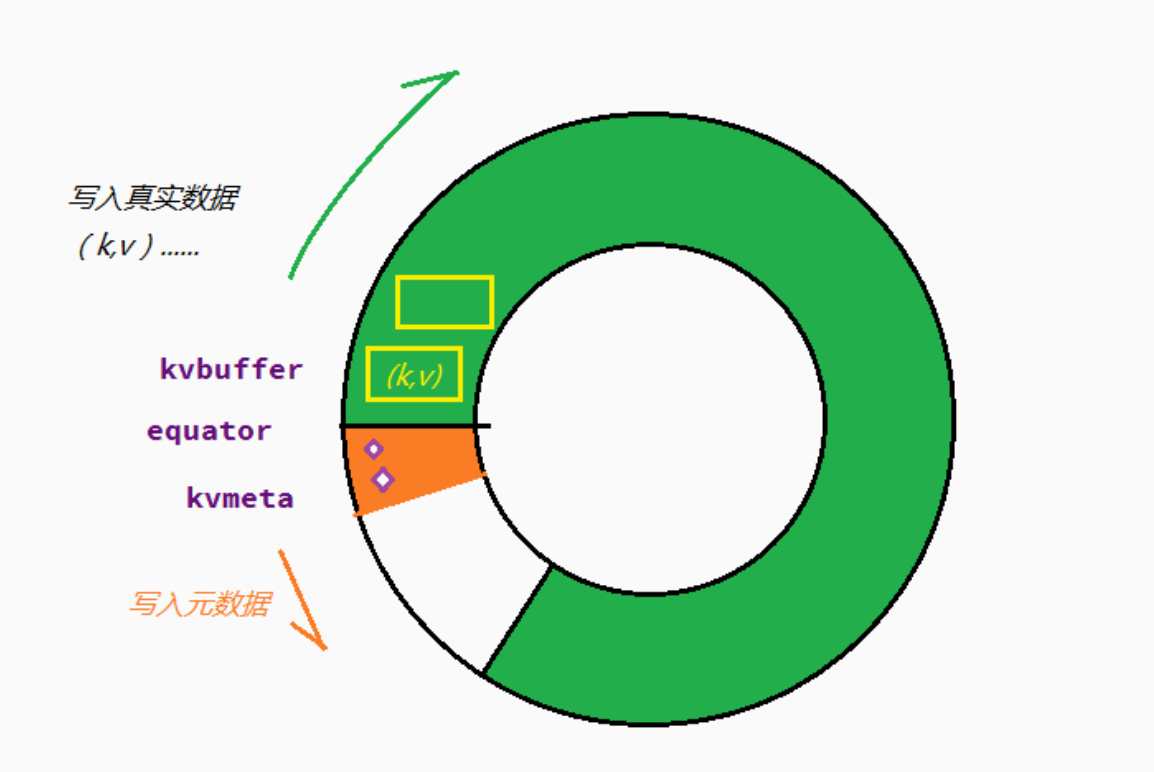 写入真实数据
（k,v）......
kvbuffer
(k,v)
equator
kvmeta
写入元数据